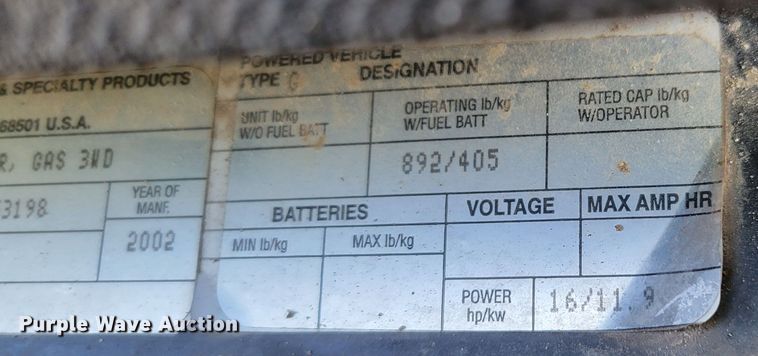 & SPECIALTY PRODUCTS
68501 U.S.A.
R, GAS 3WD
3198
YEAR OF
MANF.
2002
POWERED VEHICLE
TYPE G DESIGNATION
UNIT lb/kg
W/O FUEL BATT
OPERATING lb/kg
W/FUEL BATT
892/405
RATED CAP lb/kg
W/OPERATOR
BATTERIES
MIN lb/kg
MAX lb/kg
VOLTAGE
MAX AMP HR
POWER
hp/kw
16/11.9
Purple Wave Auction